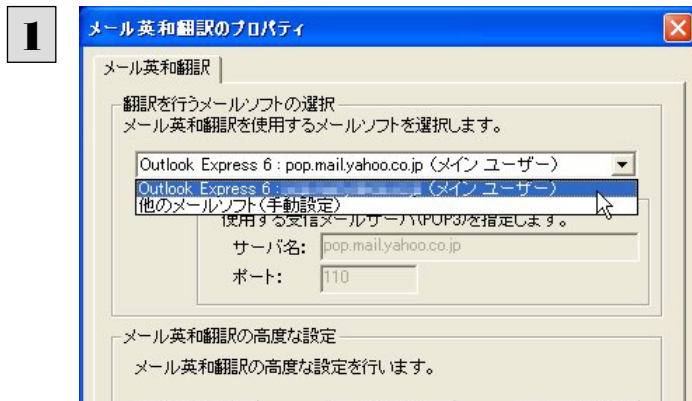 1
メール英和翻訳のプロパティ
メール英和翻訳
翻訳を行うメールソフトの選択
メール英和翻訳を使用するメールソフトを選択します。
Outlook Express 6 : pop.mail.yahoo.co.jp (メイン ユーザー)
Outlook Express 6 : (メイン ユーザー)
他のメールソフト(手動設定)
使用する受信メールサーバ(POP3)を指定します。
サーバ名: pop.mail.yahoo.co.jp
ポート: 110
メール英和翻訳の高度な設定
メール英和翻訳の高度な設定を行います。